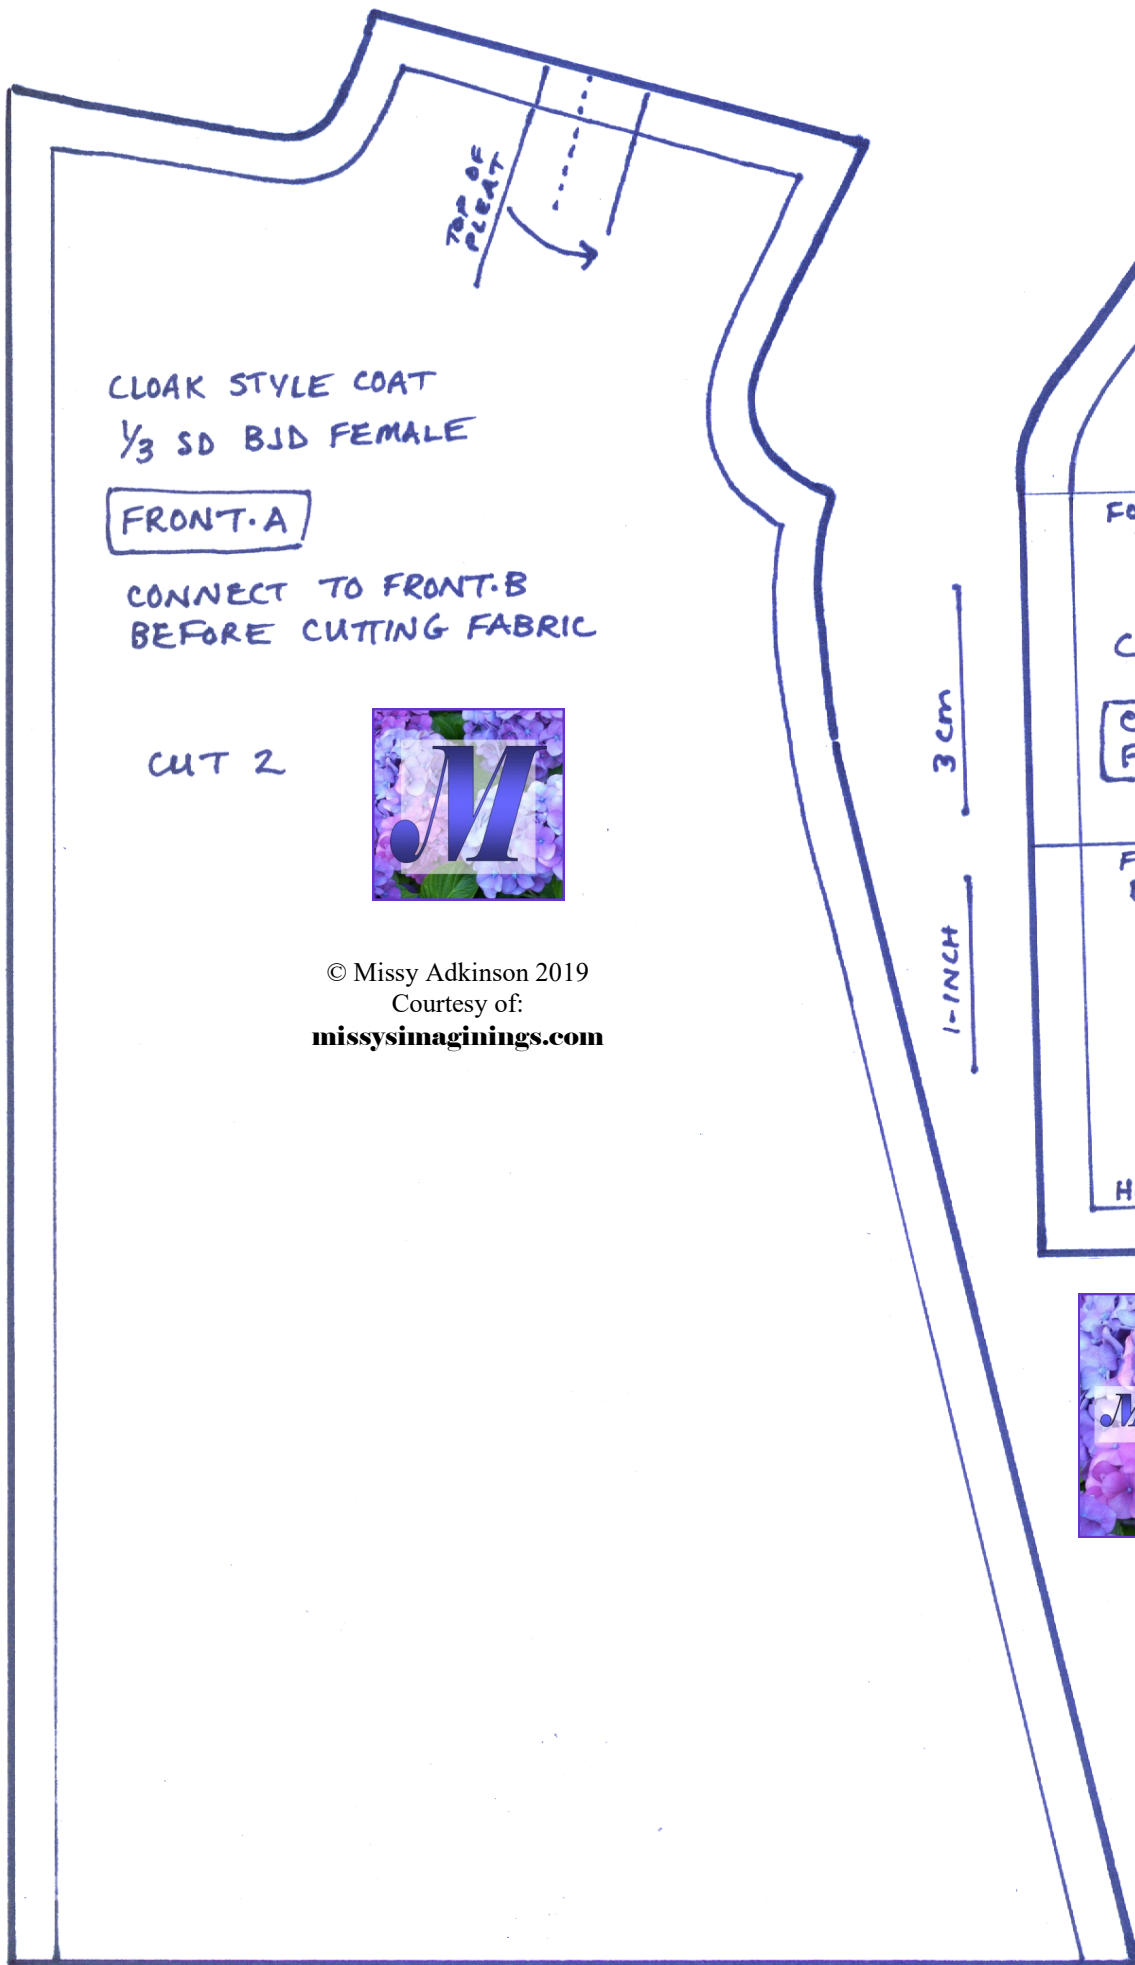 TOP OF
PLEAT
CLOAK STYLE COAT
1/3 SD BJD FEMALE
FRONT·A
CONNECT TO FRONT·B
BEFORE CUTTING FABRIC
CUT 2
M
© Missy Adkinson 2019
Courtesy of:
missysimaginings.com
3 cm
1-INCH
FO
C
C
F
F
H
M